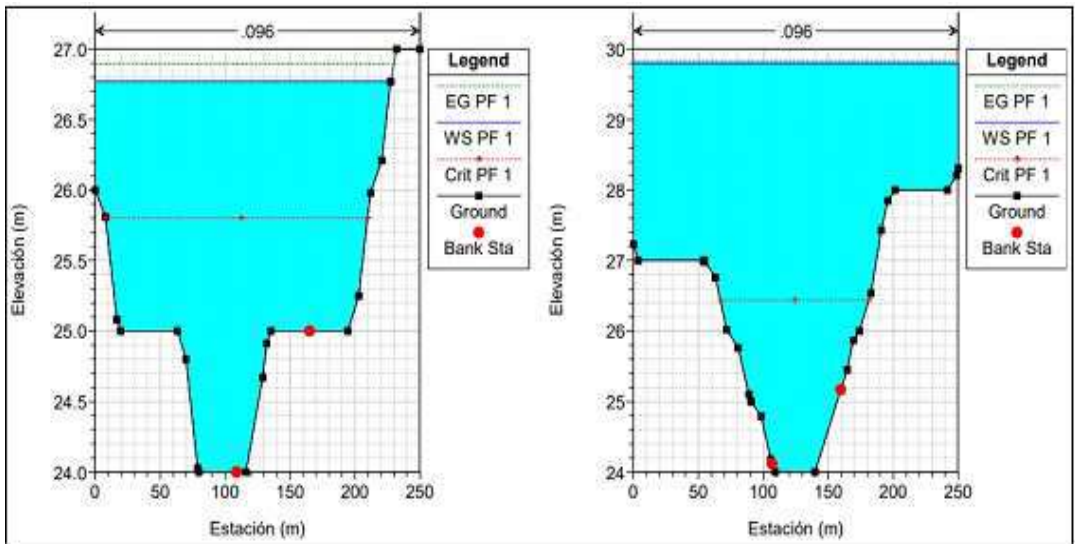 .096
27.0
26.5
26.0
25.5
25.0
24.5
24.0
0
50
100
150
200
250
Elevación (m)
Estación (m)
Legend
EG PF 1
WS PF 1
Crit PF 1
Ground
Bank Sta
.096
30
29
28
27
26
25
24
0
50
100
150
200
250
Elevación (m)
Estación (m)
Legend
EG PF 1
WS PF 1
Crit PF 1
Ground
Bank Sta